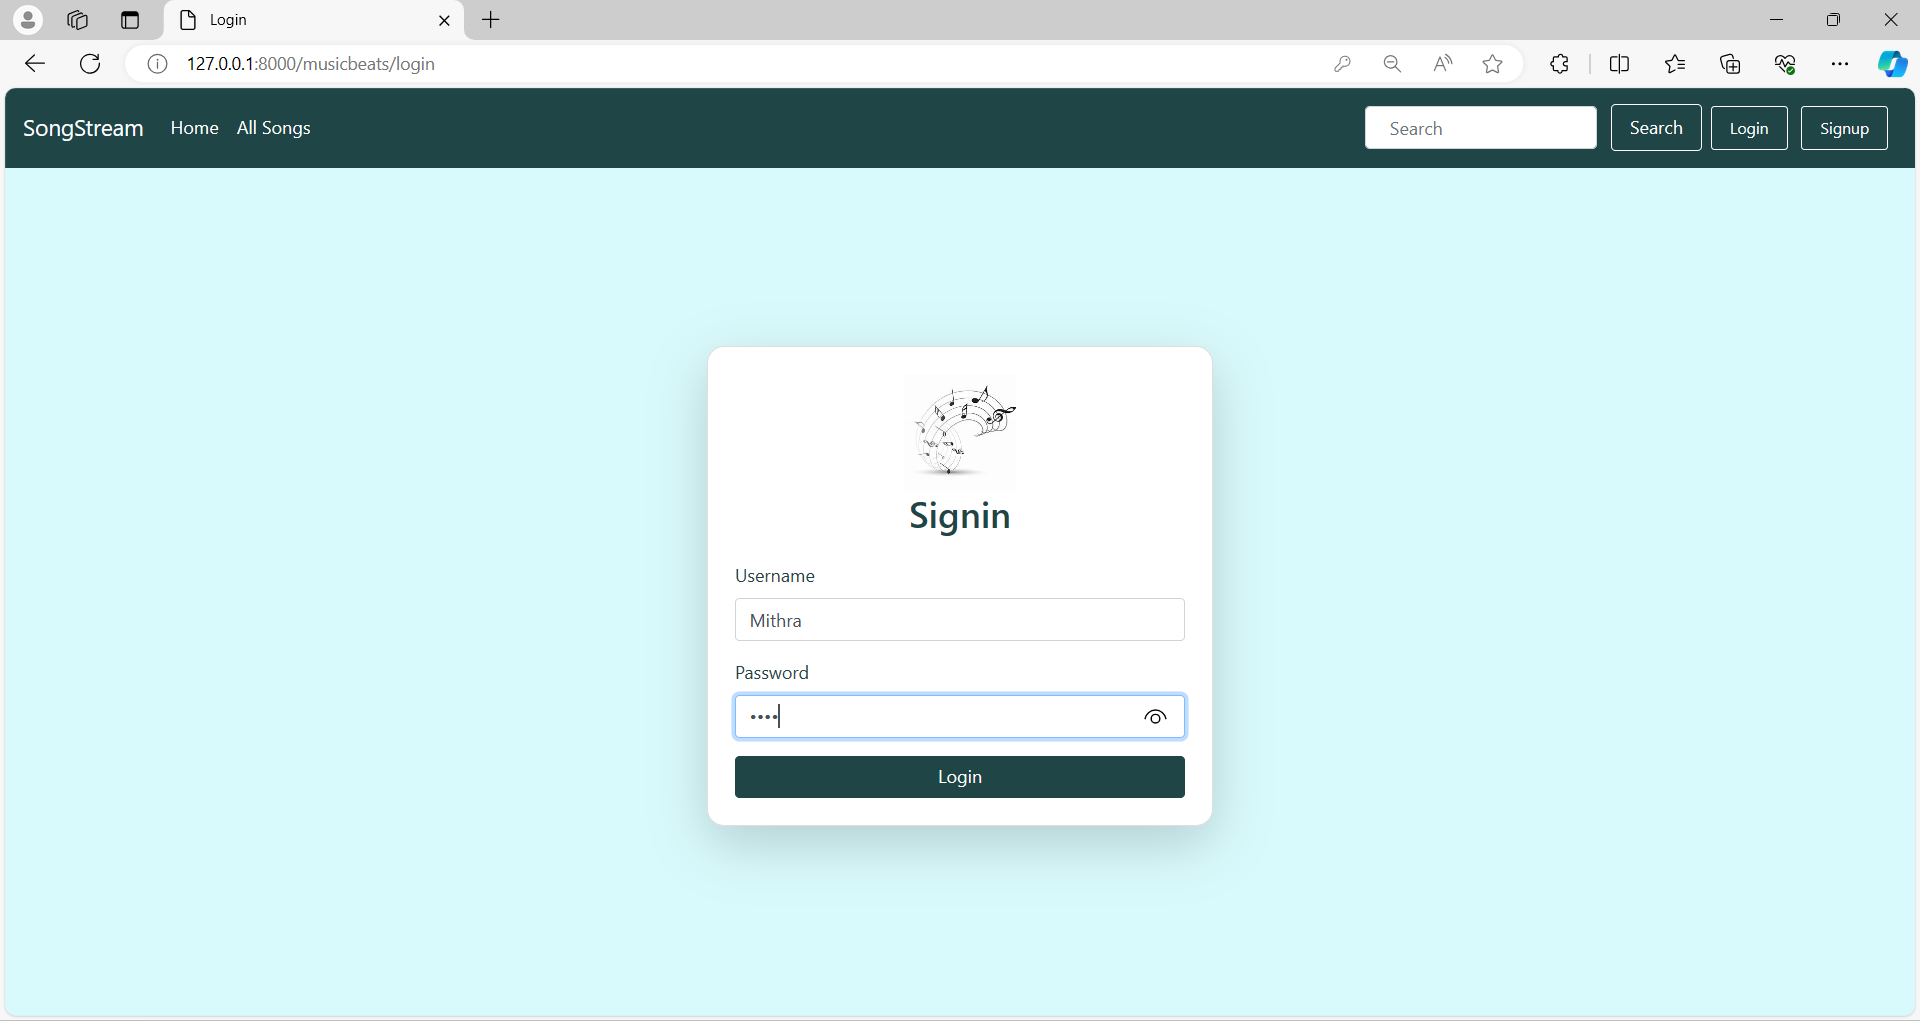 Login
127.0.0.1:8000/musicbeats/login
SongStream Home All Songs Search Search Login Signup
Signin
Username
Mithra
Password
••••
Login